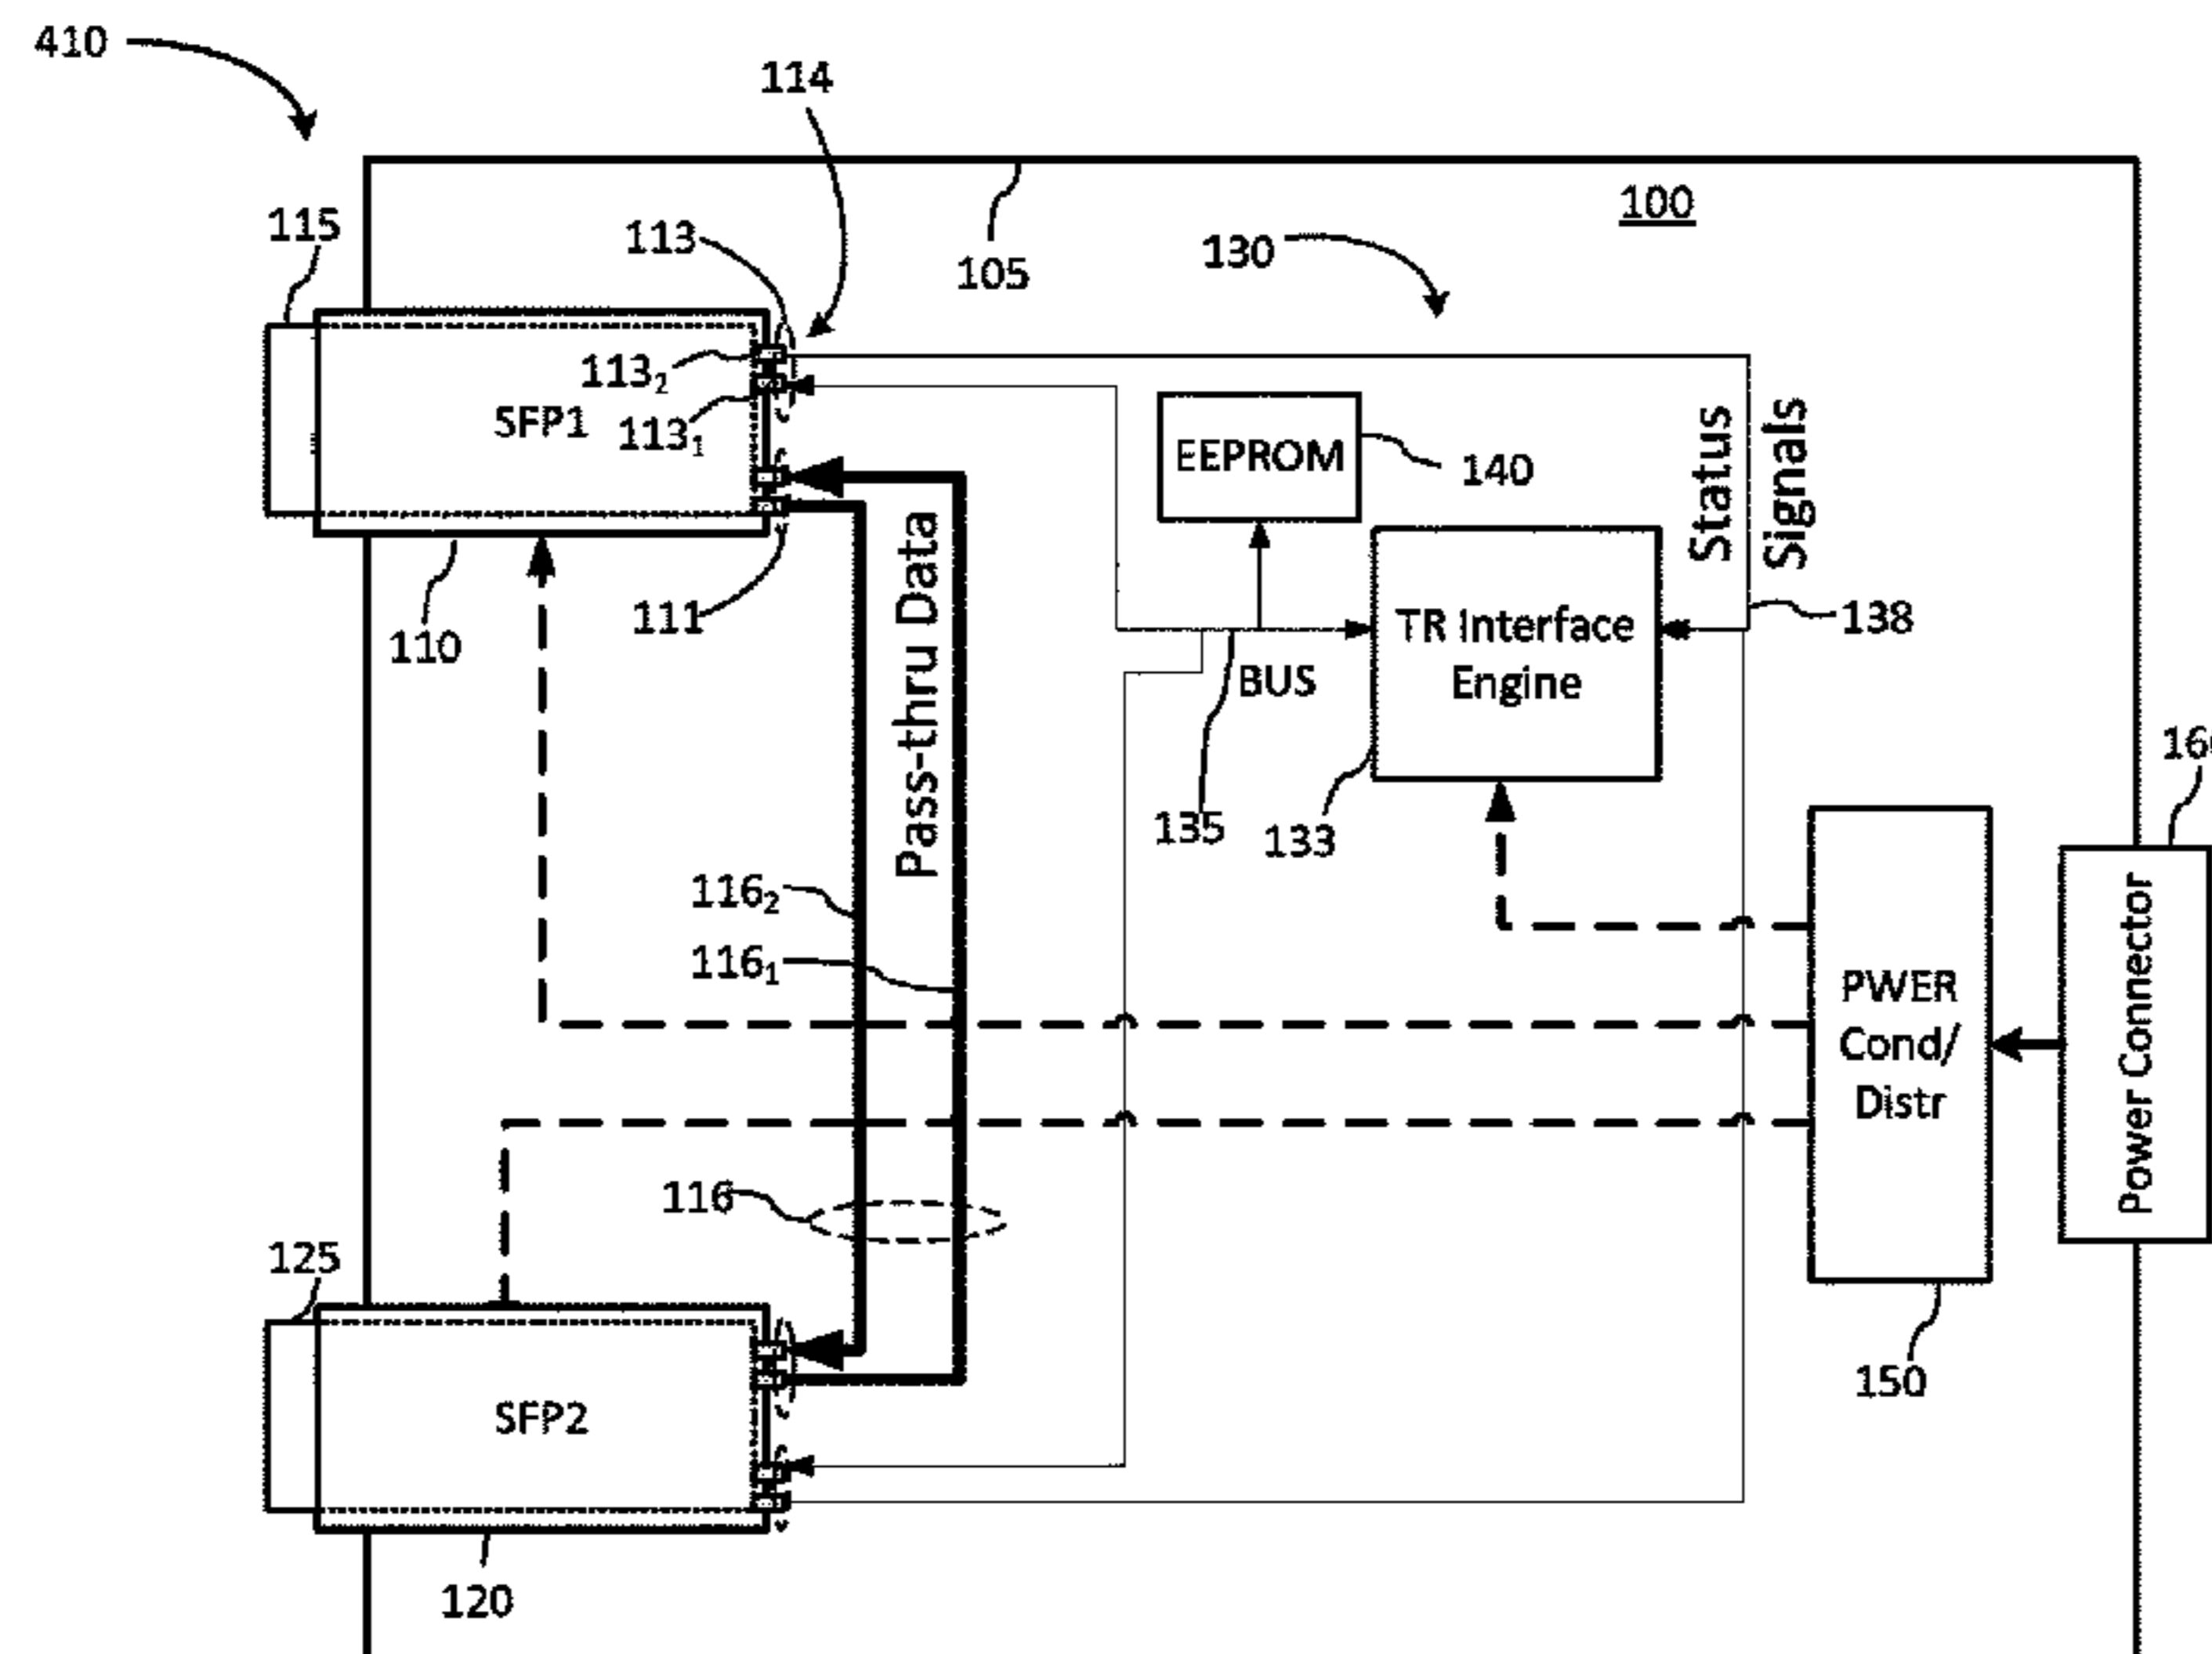 410
114
100
115
113
130
105
113₂
SFP1
113₁
EEPROM
140
Status
Signals
111
110
Pass-thru Data
TR Interface
Engine
138
BUS
135
133
116₂
116₁
PWER
Cond/
Distr
Power Connector
116
125
150
SFP2
120